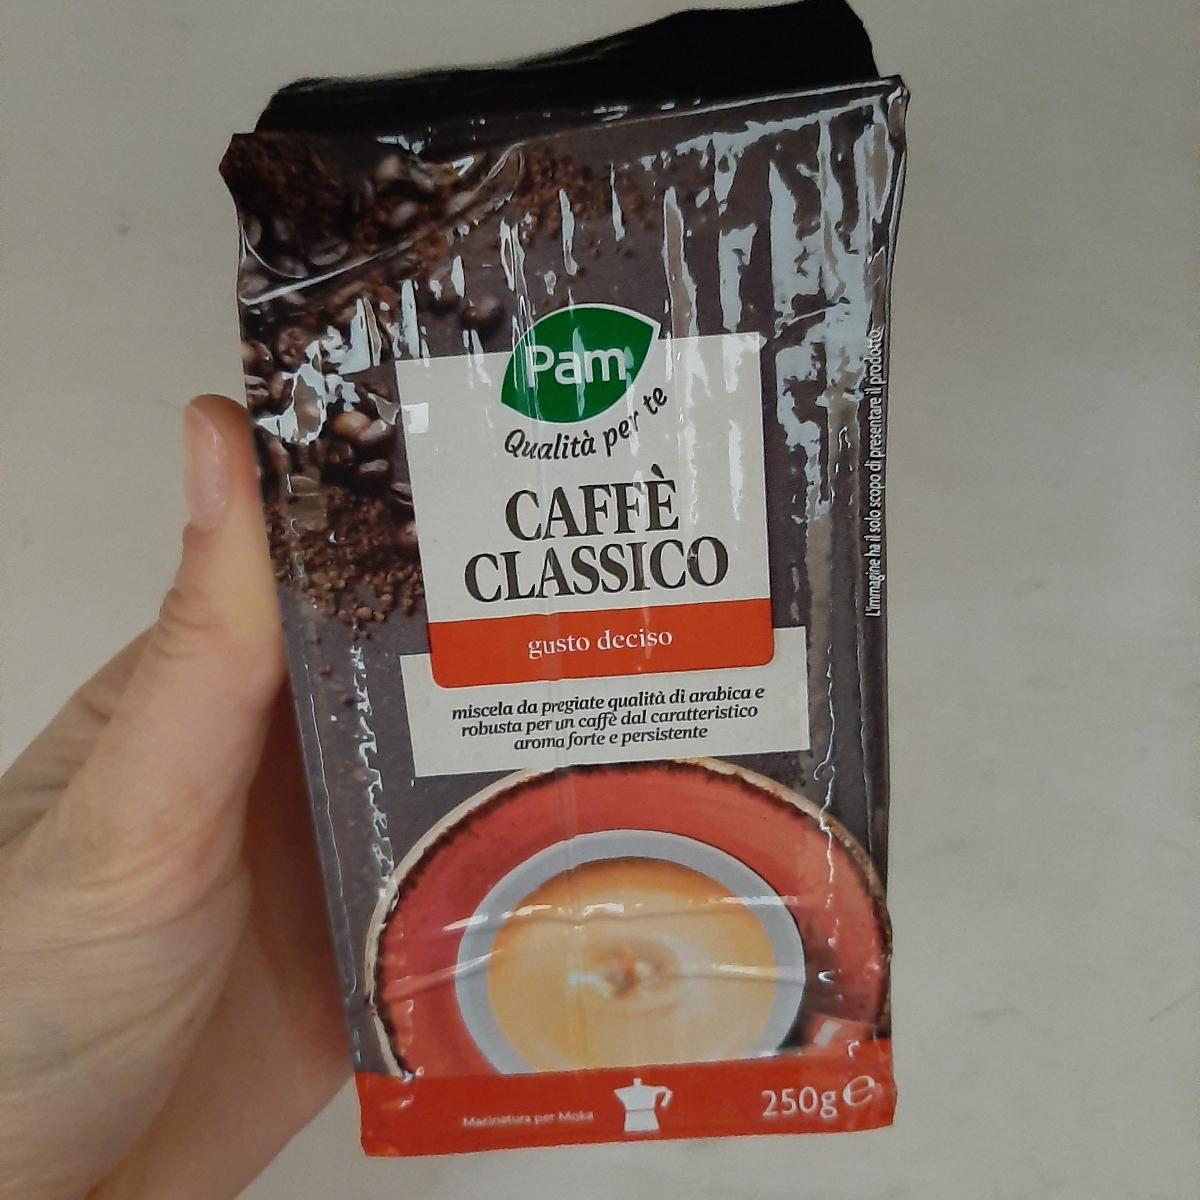 Pam
Qualità per te
CAFFÈ
CLASSICO
gusto deciso
miscela da pregiate qualità di arabica e
robusta per un caffè dal caratteristico
aroma forte e persistente
L'immagine ha il solo scopo di presentare il prodotto.
Macinatura per Moka
250g ℮